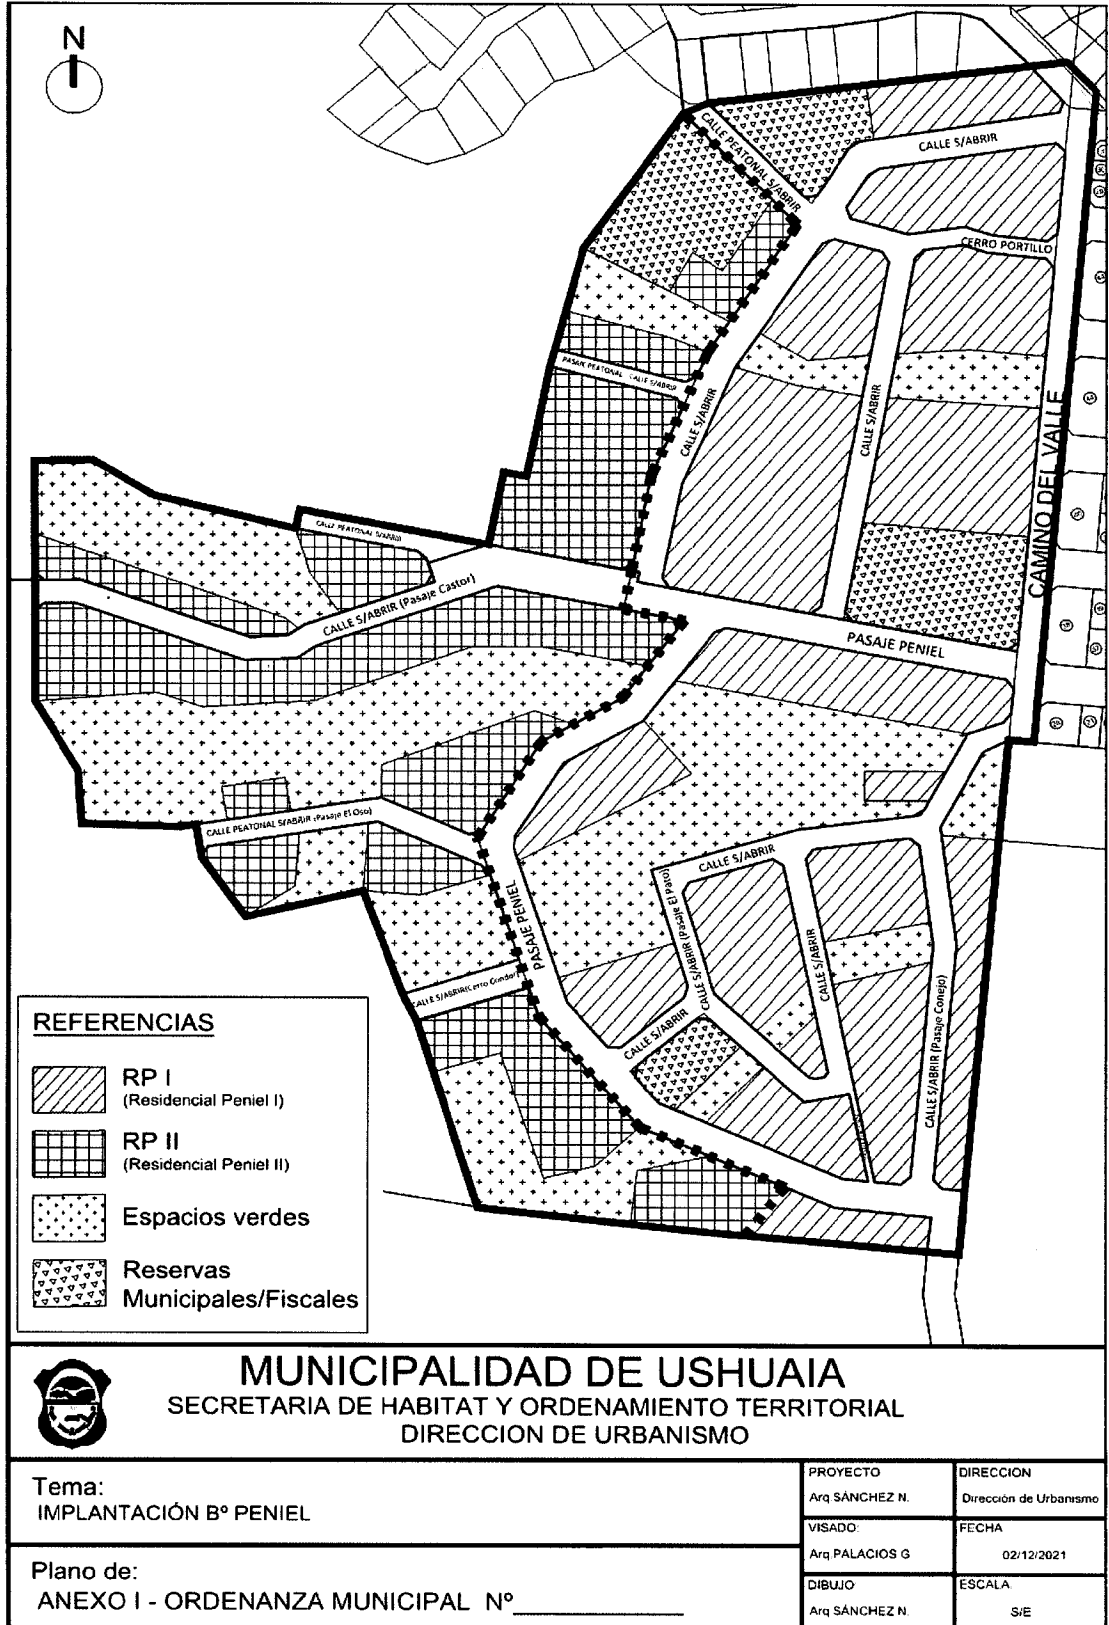 N
CALLE PEATONAL S/ABRIR
CALLE S/ABRIR
CERRO PORTILLO
PASAJE PEATONAL - CALLE S/ABRIR
CALLE S/ABRIR
CALLE S/ABRIR
CAMINO DEL VALLE
CALLE PEATONAL S/ABRIR
CALLE S/ABRIR (Pasaje Castor)
PASAJE PENIEL
CALLE PEATONAL S/ABRIR (Pasaje El Oso)
CALLE S/ABRIR
PASAJE PENIEL
CALLE S/ABRIR (Pasaje El Pato)
CALLE S/ABRIR
CALLE S/ABRIR (Cerro Condor)
CALLE S/ABRIR
CALLE S/ABRIR (Pasaje Conejo)
REFERENCIAS
RP I
(Residencial Peniel I)
RP II
(Residencial Peniel II)
Espacios verdes
Reservas
Municipales/Fiscales
MUNICIPALIDAD DE USHUAIA
SECRETARIA DE HABITAT Y ORDENAMIENTO TERRITORIAL
DIRECCION DE URBANISMO
Tema:
IMPLANTACIÓN Bº PENIEL
Plano de:
ANEXO I - ORDENANZA MUNICIPAL Nº
PROYECTO
Arq.SÁNCHEZ N.
DIRECCION
Dirección de Urbanismo
VISADO:
Arq.PALACIOS G
FECHA
02/12/2021
DIBUJO
Arq SÁNCHEZ N.
ESCALA
S/E